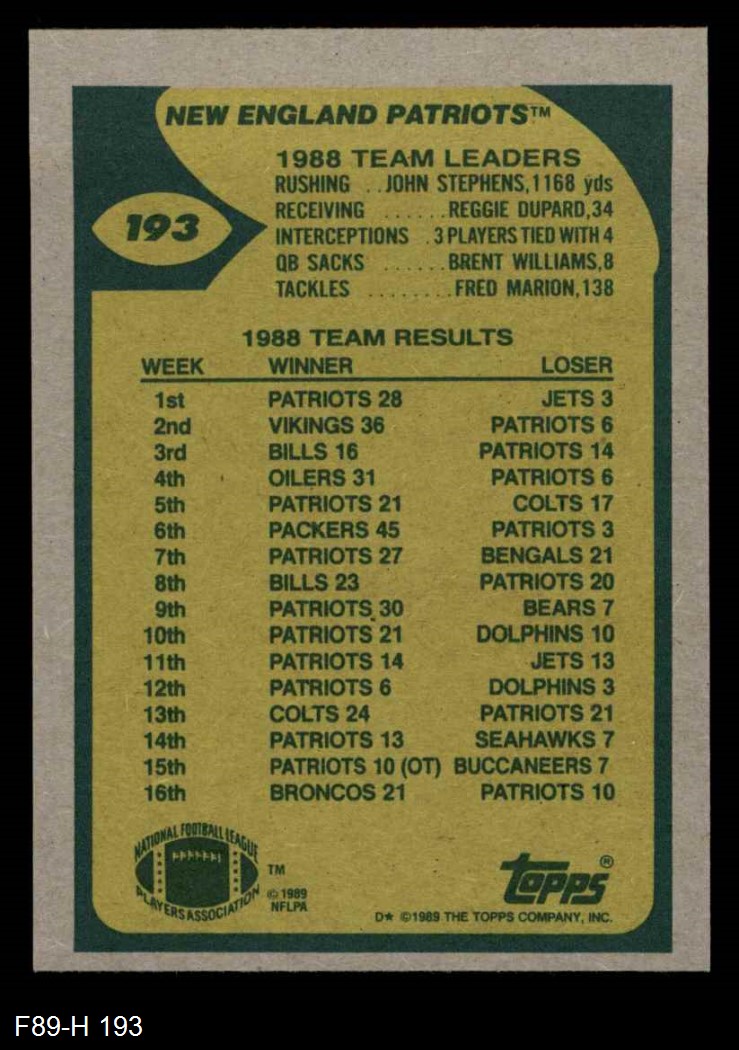 NEW ENGLAND PATRIOTS™
1988 TEAM LEADERS
RUSHING . . JOHN STEPHENS, 1168 yds
193
RECEIVING . . . . . . REGGIE DUPARD, 34
INTERCEPTIONS . 3 PLAYERS TIED WITH 4
QB SACKS . . . . . . BRENT WILLIAMS, 8
TACKLES . . . . . . . . FRED MARION, 138
1988 TEAM RESULTS
WEEK WINNER LOSER
1st PATRIOTS 28 JETS 3
2nd VIKINGS 36 PATRIOTS 6
3rd BILLS 16 PATRIOTS 14
4th OILERS 31 PATRIOTS 6
5th PATRIOTS 21 COLTS 17
6th PACKERS 45 PATRIOTS 3
7th PATRIOTS 27 BENGALS 21
8th BILLS 23 PATRIOTS 20
9th PATRIOTS 30 BEARS 7
10th PATRIOTS 21 DOLPHINS 10
11th PATRIOTS 14 JETS 13
12th PATRIOTS 6 DOLPHINS 3
13th COLTS 24 PATRIOTS 21
14th PATRIOTS 13 SEAHAWKS 7
15th PATRIOTS 10 (OT) BUCCANEERS 7
16th BRONCOS 21 PATRIOTS 10
NATIONAL FOOTBALL LEAGUE
PLAYERS ASSOCIATION
TM
© 1989
NFLPA
topps®
D★ ©1989 THE TOPPS COMPANY, INC.
F89-H 193